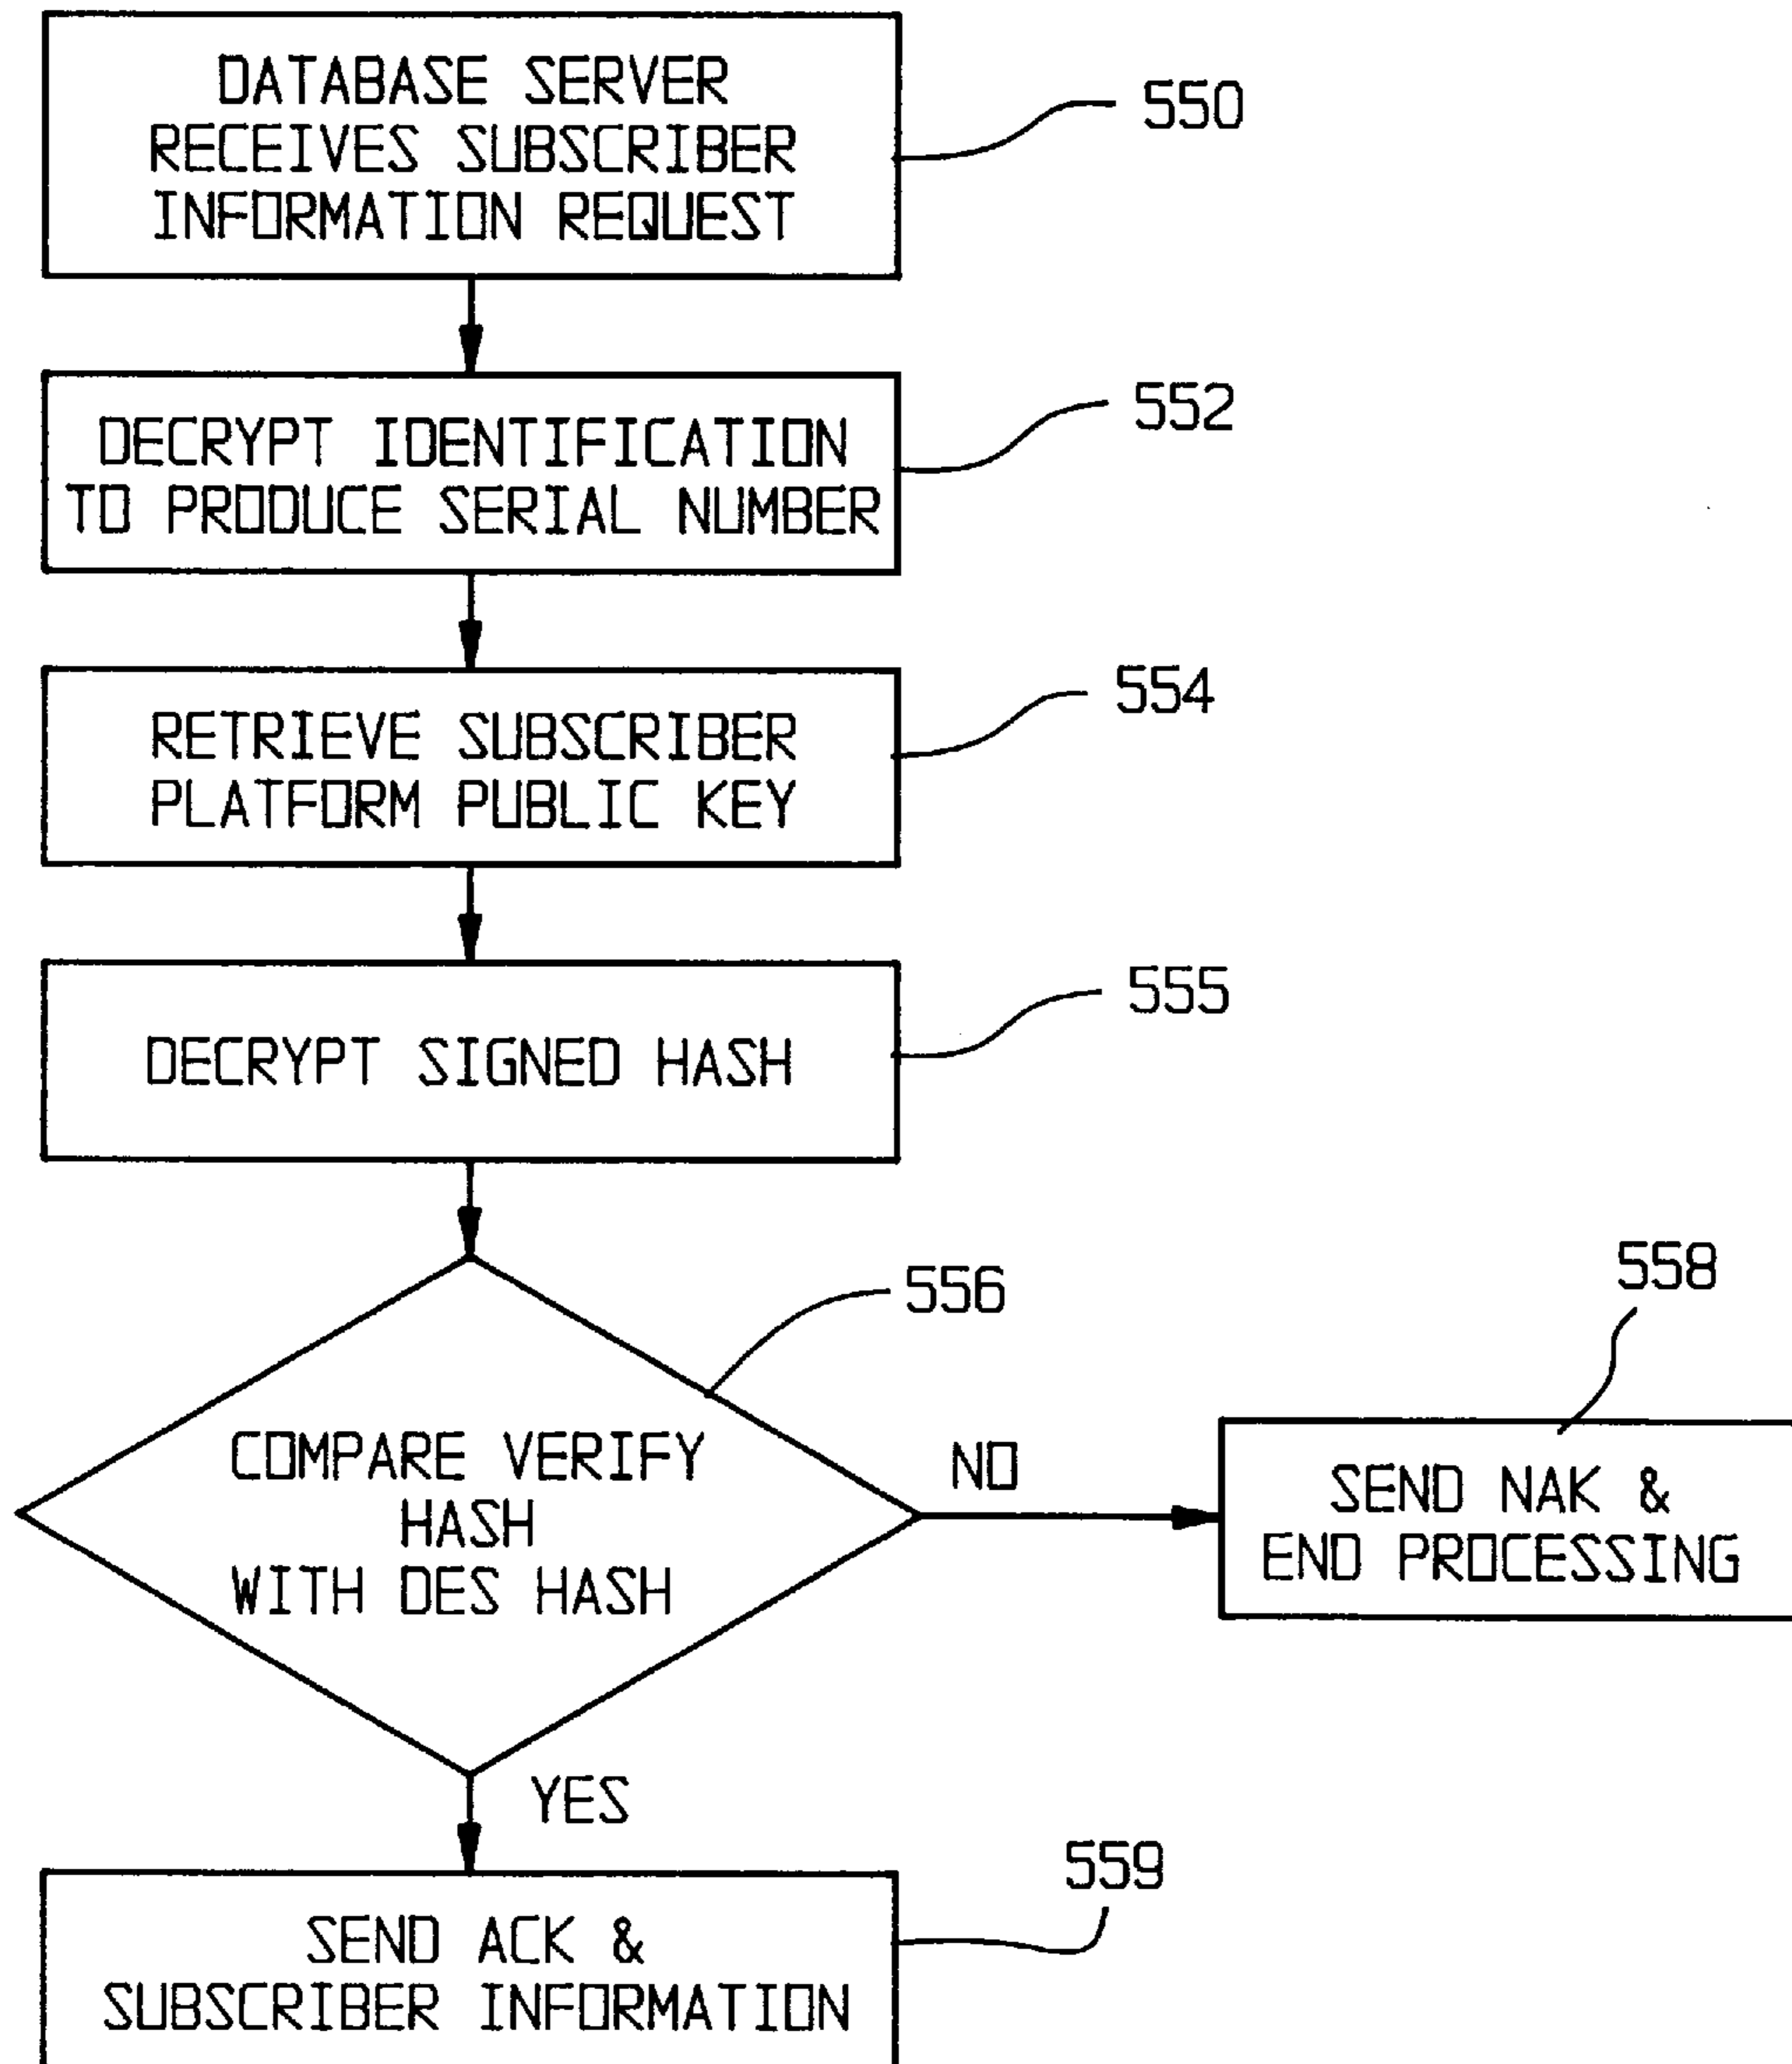 DATABASE SERVER
RECEIVES SUBSCRIBER
INFORMATION REQUEST
550
DECRYPT IDENTIFICATION
TO PRODUCE SERIAL NUMBER
552
RETRIEVE SUBSCRIBER
PLATFORM PUBLIC KEY
554
DECRYPT SIGNED HASH
555
COMPARE VERIFY
HASH
WITH DES HASH
556
NO
558
SEND NAK &
END PROCESSING
YES
SEND ACK &
SUBSCRIBER INFORMATION
559